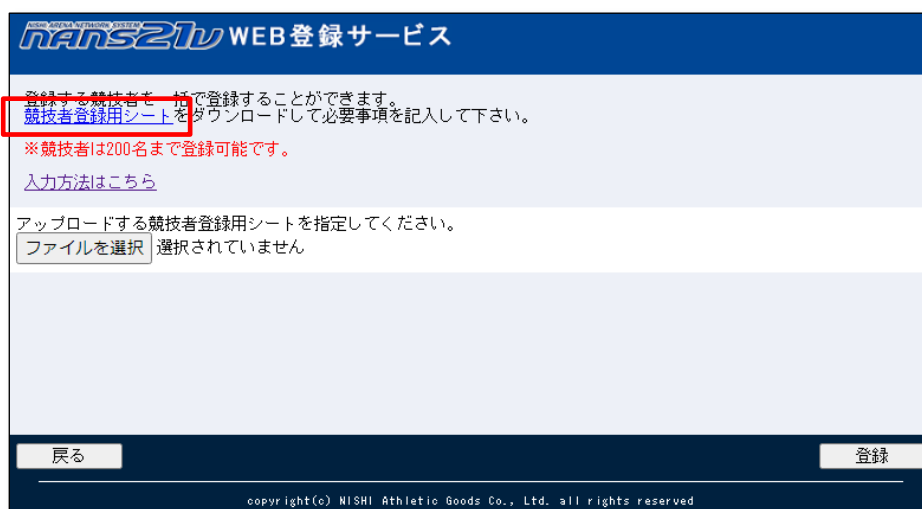 NISHI ARENA NETWORK SYSTEM
NANS21V WEB登録サービス
登録する競技者を一括で登録することができます。
競技者登録用シートをダウンロードして必要事項を記入して下さい。
※競技者は200名まで登録可能です。
入力方法はこちら
アップロードする競技者登録用シートを指定してください。
ファイルを選択 選択されていません
戻る 登録
copyright(c) NISHI Athletic Goods Co., Ltd. all rights reserved